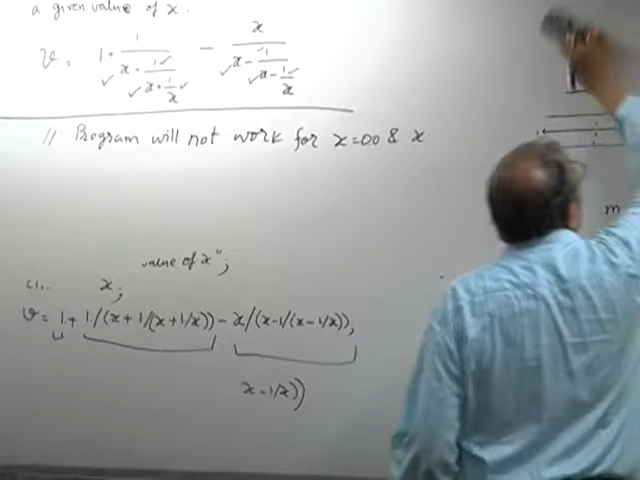 a given value of x.
v = 1 + 1/(x + 1/(x + 1/x)) - x/(x - 1/(x - 1/x))
// Program will not work for x=00 & x
value of x";
x;
v = 1 + 1./(x + 1/(x + 1/x)) - x/(x-1/(x-1/x)),
x - 1/x))
m